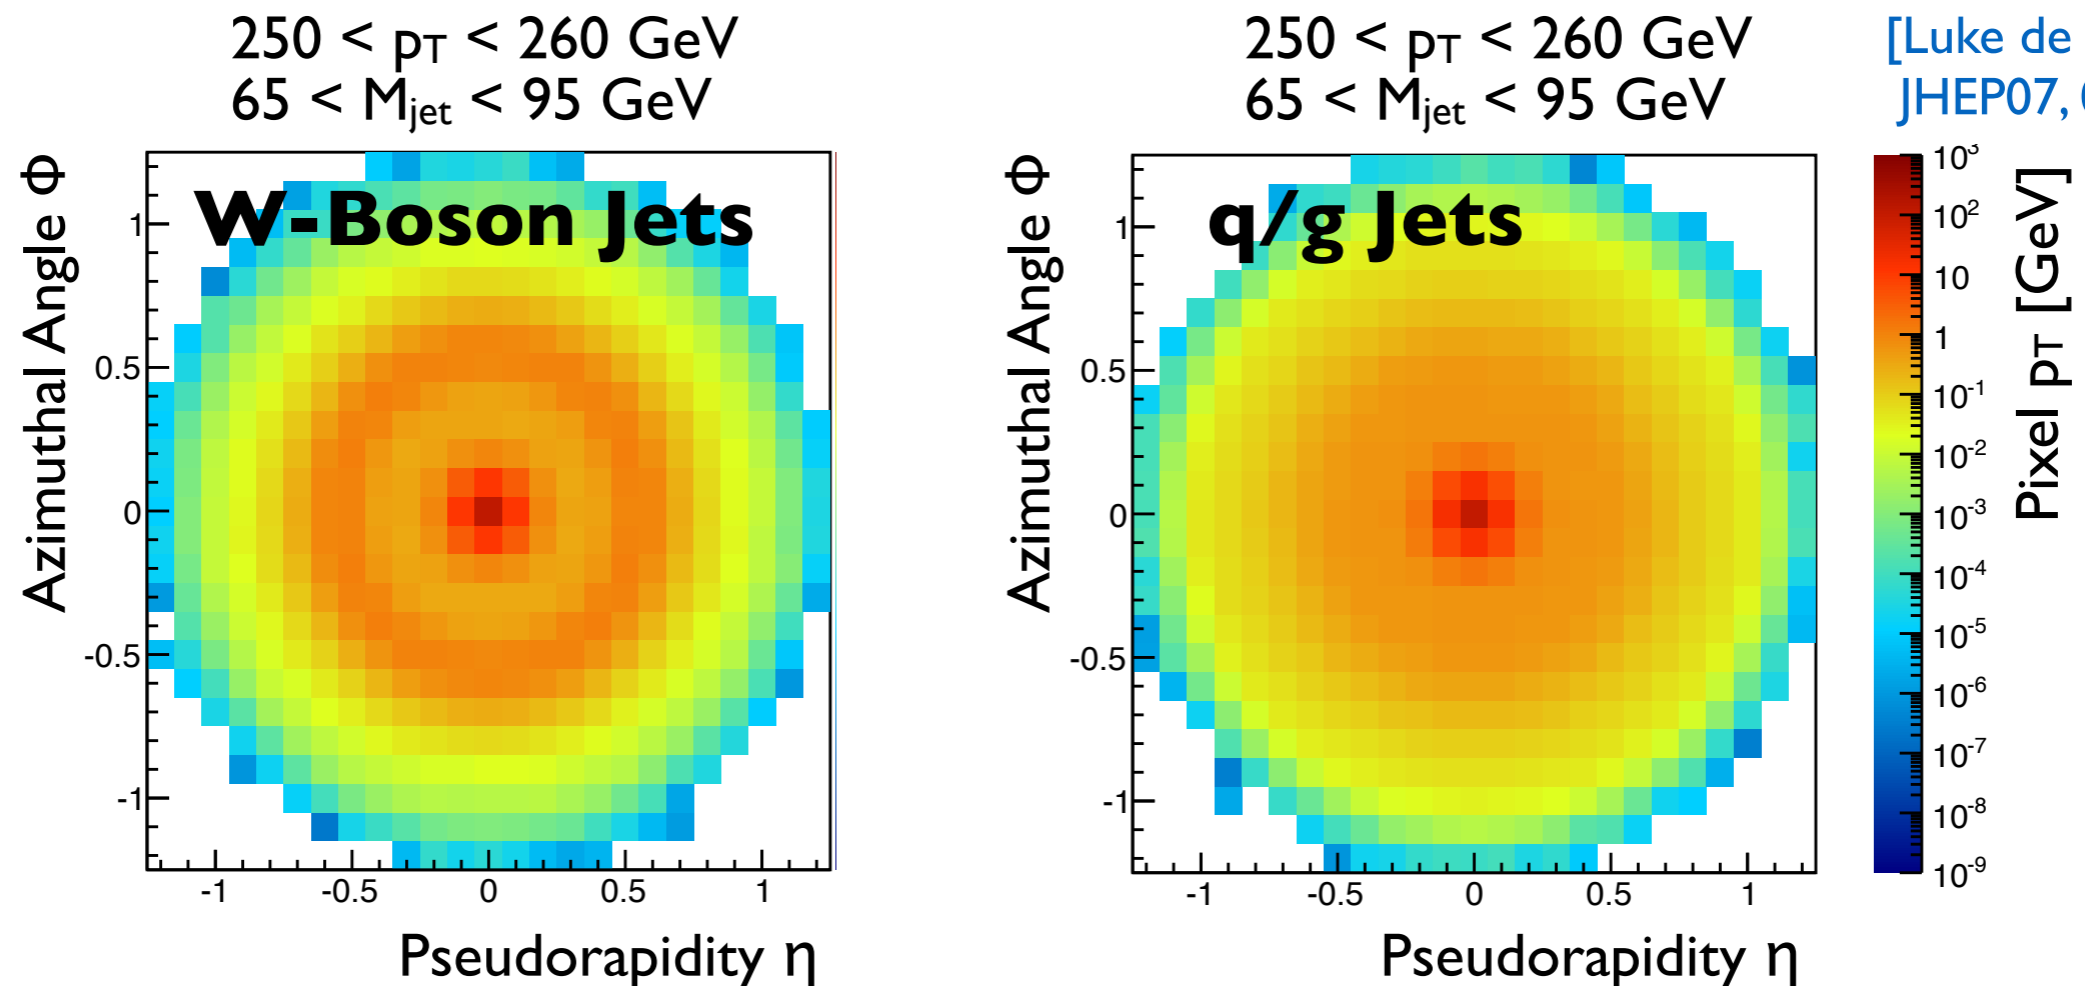 250 < pT < 260 GeV
65 < Mjet < 95 GeV
W-Boson Jets
Azimuthal Angle Φ
1
0.5
0
-0.5
-1
-1 -0.5 0 0.5 1
Pseudorapidity η
250 < pT < 260 GeV
65 < Mjet < 95 GeV
q/g Jets
Azimuthal Angle Φ
1
0.5
0
-0.5
-1
-1 -0.5 0 0.5 1
Pseudorapidity η
[Luke de
JHEP07,
10³
10²
10
1
10⁻¹
10⁻²
10⁻³
10⁻⁴
10⁻⁵
10⁻⁶
10⁻⁷
10⁻⁸
10⁻⁹
Pixel pT [GeV]